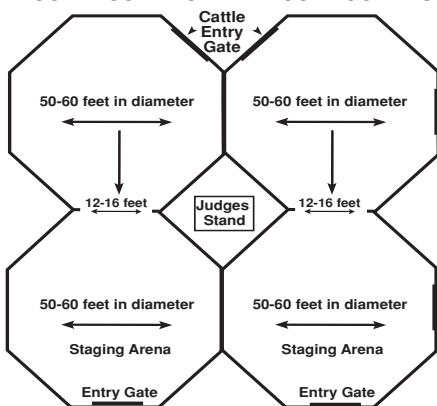 Cattle
Entry
Gate
50-60 feet in diameter
50-60 feet in diameter
12-16 feet
Judges
Stand
12-16 feet
50-60 feet in diameter
50-60 feet in diameter
Staging Arena
Staging Arena
Entry Gate
Entry Gate